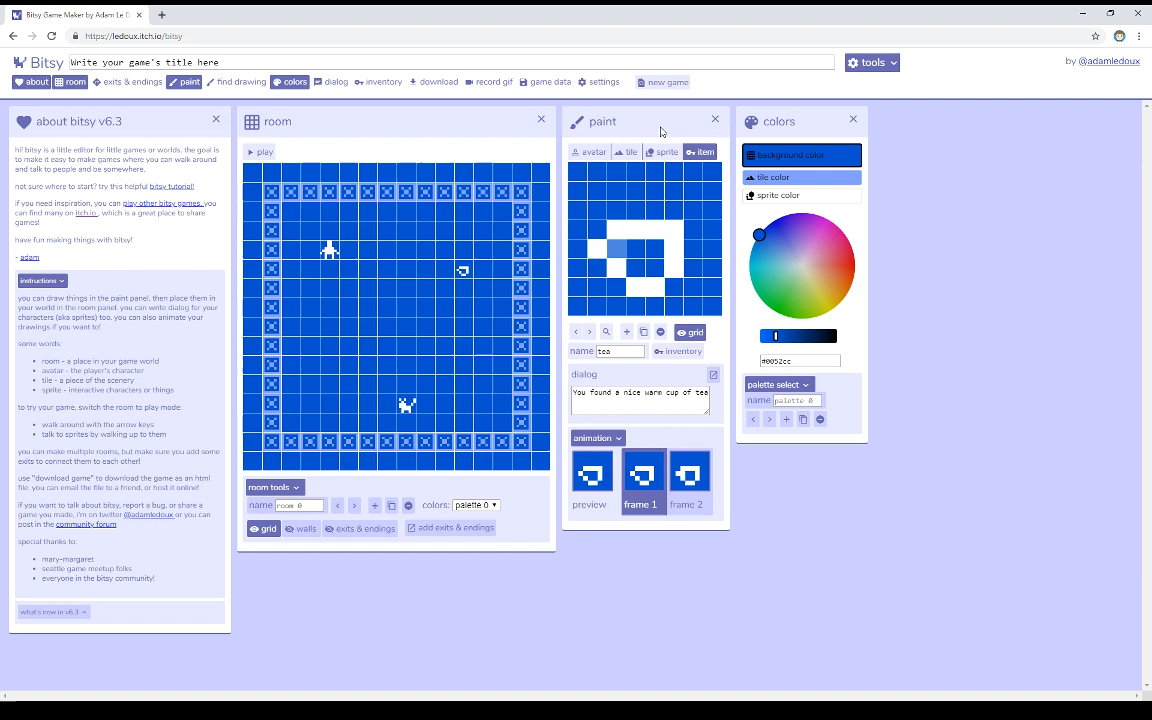 Bitsy Game Maker by Adam Le D
https://ledoux.itch.io/bitsy
Bitsy
Write your game's title here
tools
by @adamledoux
about
room
exits & endings
paint
find drawing
colors
dialog
inventory
download
record gif
game data
settings
new game
about bitsy v6.3
hi! bitsy is a little editor for little games or worlds. the goal is
to make it easy to make games where you can walk around
and talk to people and be somewhere.
not sure where to start? try this helpful bitsy tutorial!
if you need inspiration, you can play other bitsy games. you
can find many on itch.io, which is a great place to share
games!
have fun making things with bitsy!
- adam
instructions
you can draw things in the paint panel, then place them in
your world in the room panel. you can write dialog for your
characters (aka sprites) too. you can also animate your
drawings if you want to!
some words:
room - a place in your game world
avatar - the player's character
tile - a piece of the scenery
sprite - interactive characters or things
to try your game, switch the room to play mode:
walk around with the arrow keys
talk to sprites by walking up to them
you can make multiple rooms, but make sure you add some
exits to connect them to each other!
use "download game" to download the game as an html
file. you can email the file to a friend, or host it online!
if you want to talk about bitsy, report a bug, or share a
game you made, i'm on twitter @adamledoux or you can
post in the community forum
special thanks to:
mary-margaret
seattle game meetup folks
everyone in the bitsy community!
what's new in v6.3
room
play
room tools
name room 0
colors: palette 0
grid
walls
exits & endings
add exits & endings
paint
avatar
tile
sprite
item
grid
name tea
inventory
dialog
You found a nice warm cup of tea
animation
preview
frame 1
frame 2
colors
background color
tile color
sprite color
#0052cc
palette select
name palette 0